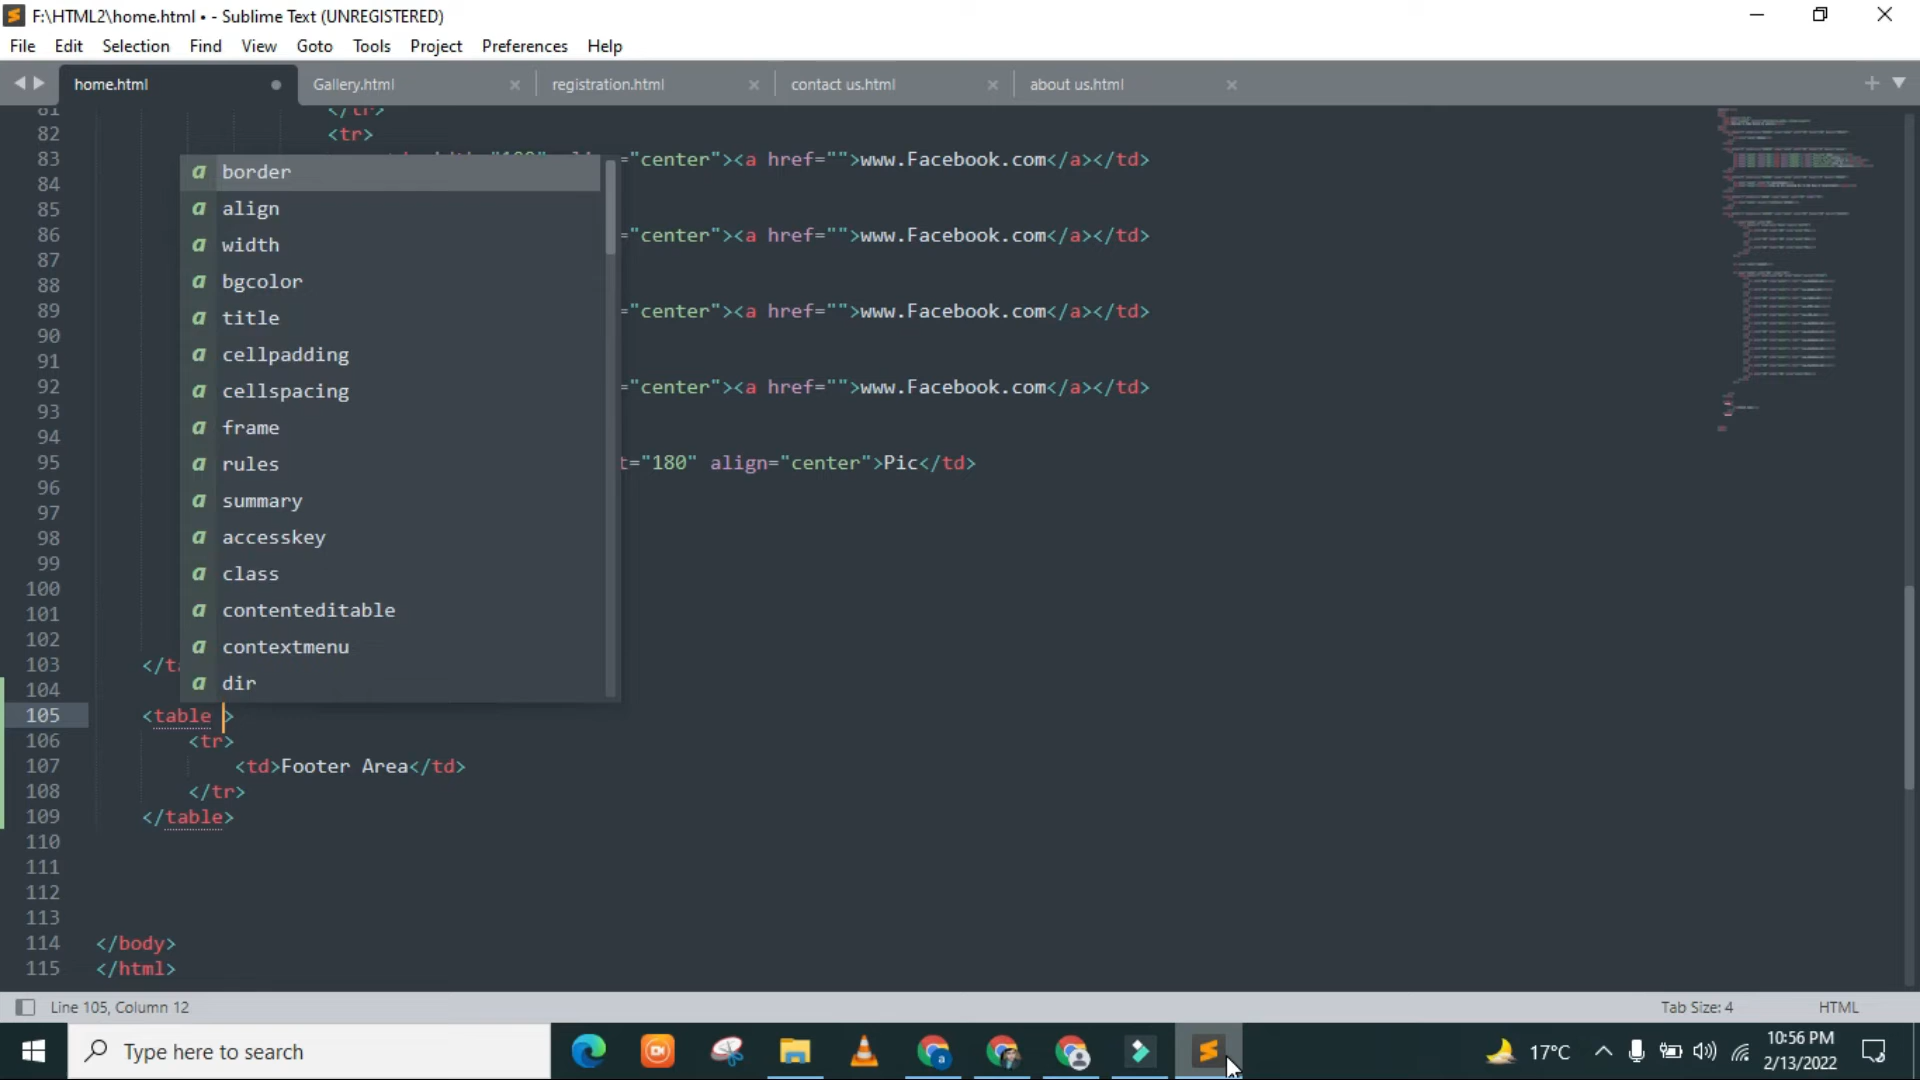 F:\HTML2\home.html • - Sublime Text (UNREGISTERED)
File Edit Selection Find View Goto Tools Project Preferences Help
home.html Gallery.html registration.html contact us.html about us.html
81 </tr>
82 <tr>
83 ="center"><a href="">www.Facebook.com</a></td>
84
85
86 ="center"><a href="">www.Facebook.com</a></td>
87
88
89 ="center"><a href="">www.Facebook.com</a></td>
90
91
92 ="center"><a href="">www.Facebook.com</a></td>
93
94
95 t="180" align="center">Pic</td>
96
97
98
99
100
101
102
103 </ta
104
border
align
width
bgcolor
title
cellpadding
cellspacing
frame
rules
summary
accesskey
class
contenteditable
contextmenu
dir
105 <table >
106 <tr>
107 <td>Footer Area</td>
108 </tr>
109 </table>
110
111
112
113
114 </body>
115 </html>
Line 105, Column 12 Tab Size: 4 HTML
Type here to search 17°C 10:56 PM
2/13/2022